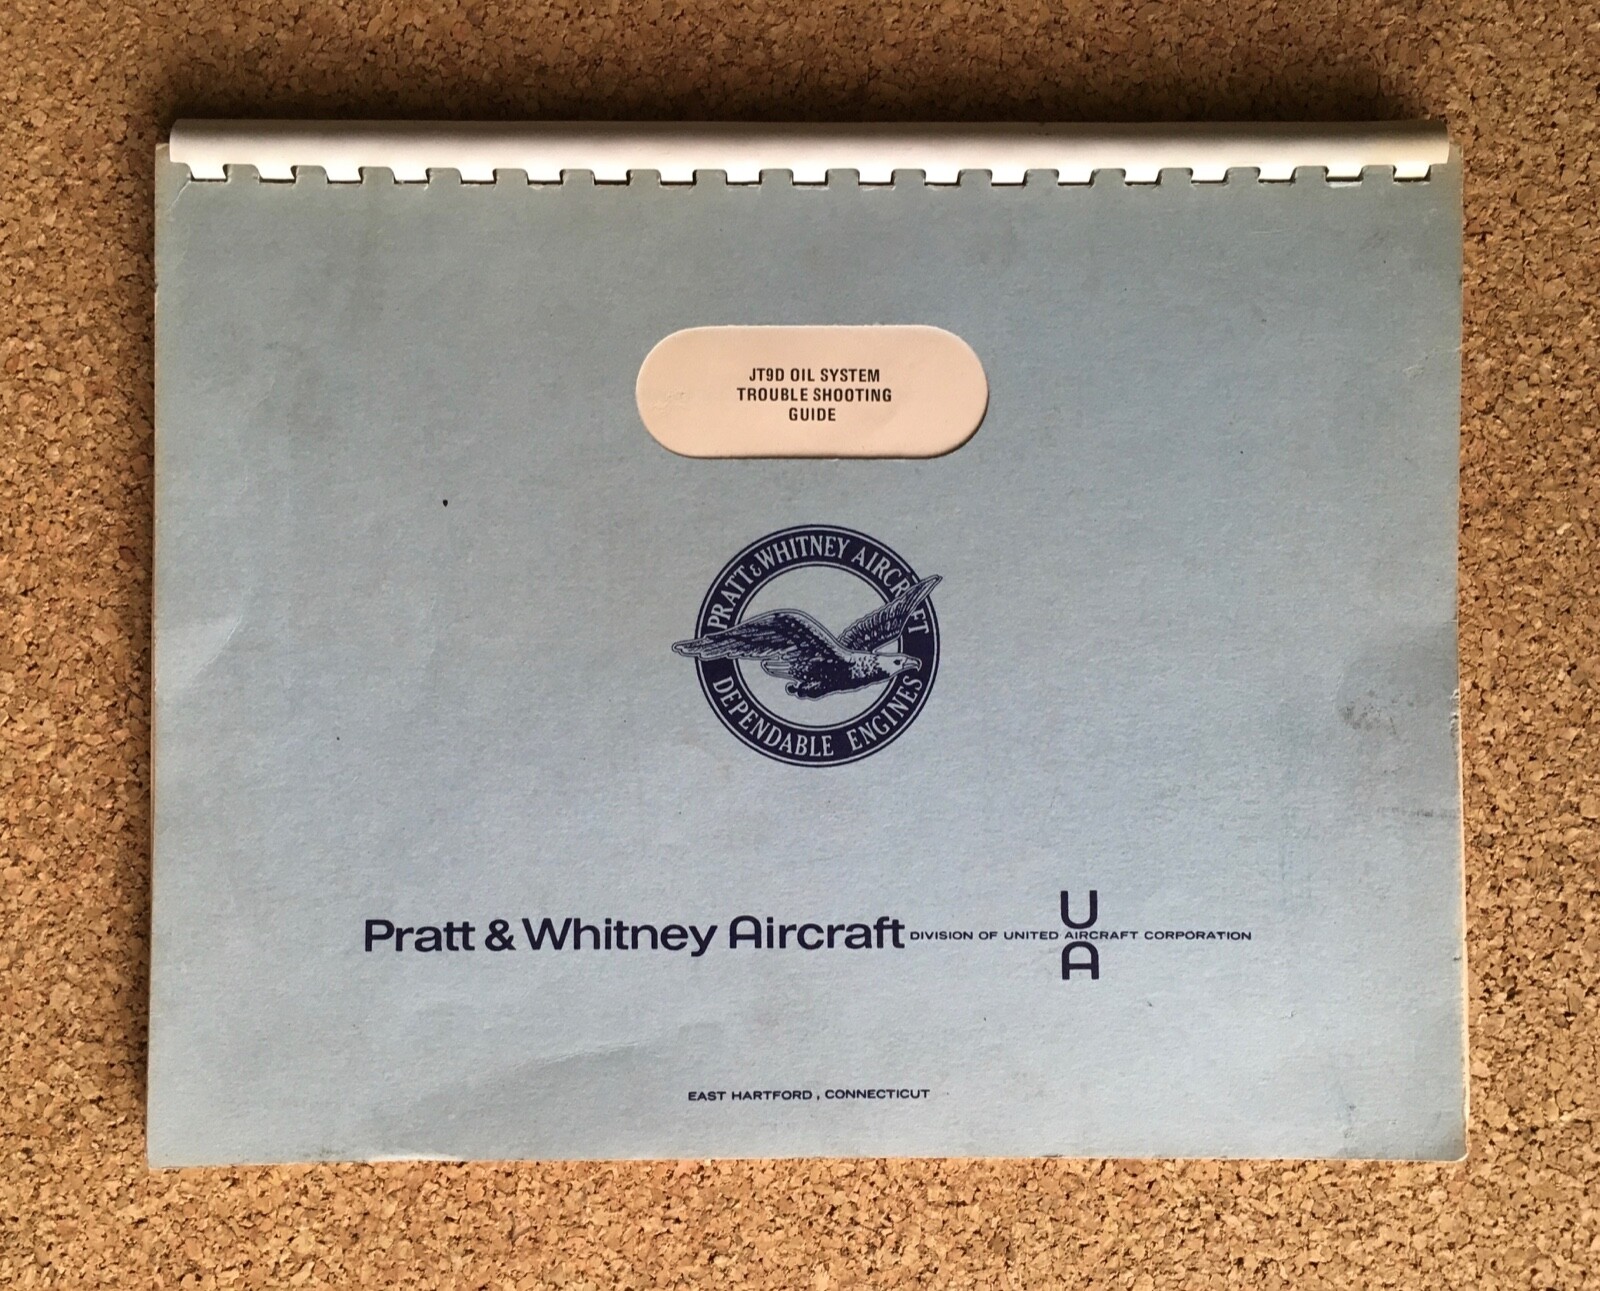 JT9D OIL SYSTEM
TROUBLE SHOOTING
GUIDE
PRATT & WHITNEY AIRCRAFT
DEPENDABLE ENGINES
U
Pratt & Whitney Aircraft DIVISION OF UNITED AIRCRAFT CORPORATION
A
EAST HARTFORD, CONNECTICUT